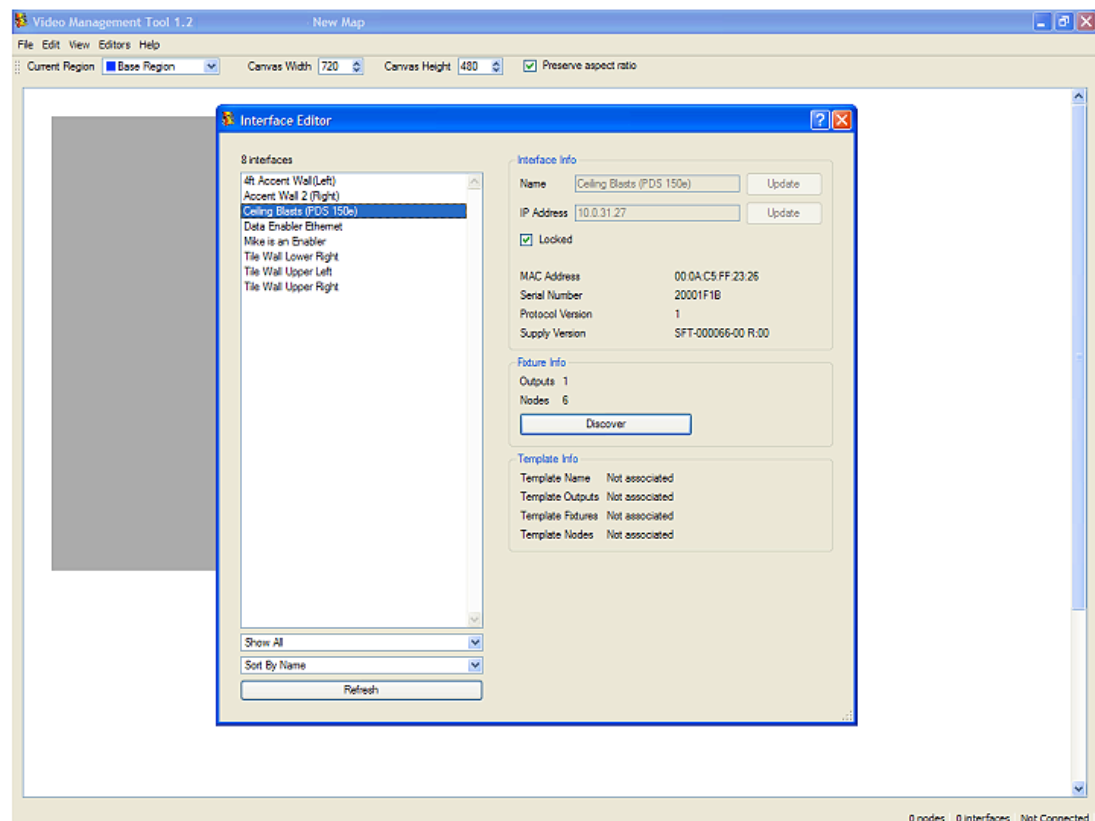 Video Management Tool 1.2 New Map
File Edit View Editors Help
Current Region Base Region Canvas Width 720 Canvas Height 480 Preserve aspect ratio
Interface Editor
8 interfaces
4ft Accent Wall(Left)
Accent Wall 2 (Right)
Ceiling Blasts (PDS 150e)
Data Enabler Ethernet
Mike is an Enabler
Tile Wall Lower Right
Tile Wall Upper Left
Tile Wall Upper Right
Show All
Sort By Name
Refresh
Interface Info
Name Ceiling Blasts (PDS 150e) Update
IP Address 10.0.31.27 Update
Locked
MAC Address 00:0A:C5:FF:23:26
Serial Number 20001F1B
Protocol Version 1
Supply Version SFT-000066-00 R:00
Fixture Info
Outputs 1
Nodes 6
Discover
Template Info
Template Name Not associated
Template Outputs Not associated
Template Fixtures Not associated
Template Nodes Not associated
0 nodes 0 interfaces Not Connected